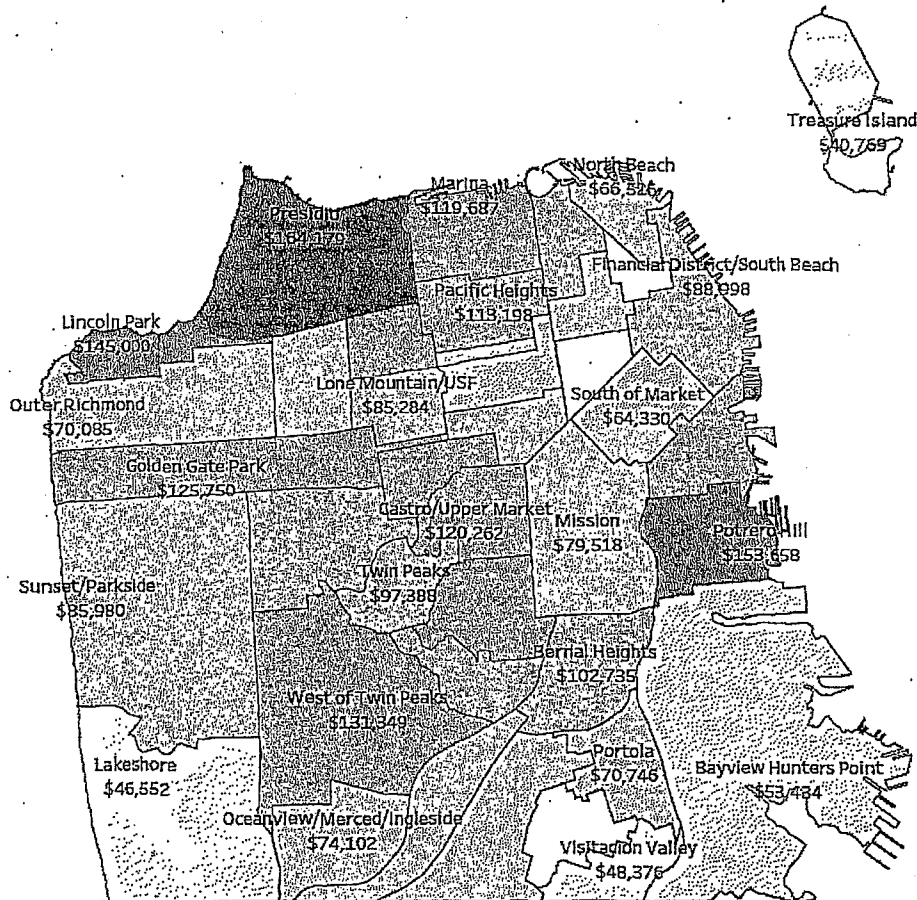 Treasure Island
$40,769
North Beach
Marina
$119,687
Presidio
$164,179
Financial District/South Beach
$88,998
Pacific Heights
$113,198
Lincoln Park
$145,000
Lone Mountain/USF
$85,284
South of Market
$64,330
Outer Richmond
$70,085
Golden Gate Park
$125,750
Castro/Upper Market
$120,262
Mission
$79,518
Potrero Hill
$153,658
Twin Peaks
$97,388
Sunset/Parkside
$85,980
Bernal Heights
$102,735
West of Twin Peaks
$131,349
Lakeshore
$46,552
Portola
$70,746
Bayview Hunters Point
$53,434
Oceanview/Merced/Ingleside
$74,102
Visitacion Valley
$48,376